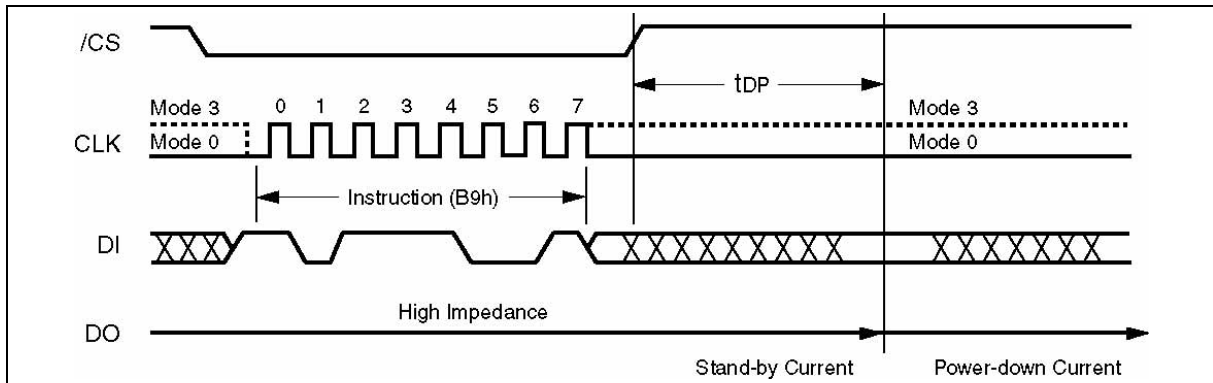 /CS
tDP
Mode 3
0 1 2 3 4 5 6 7
Mode 3
CLK
Mode 0
Mode 0
Instruction (B9h)
DI
High Impedance
DO
Stand-by Current
Power-down Current